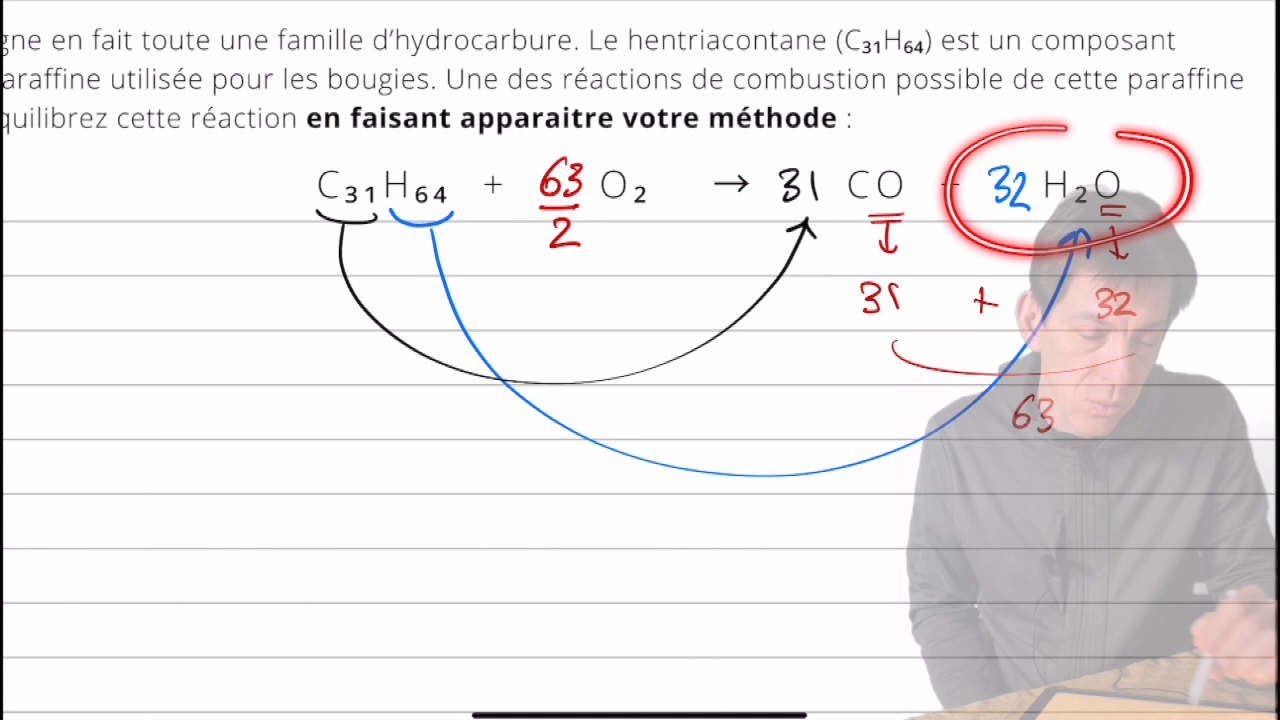 gne en fait toute une famille d’hydrocarbure. Le hentriacontane (C₃₁H₆₄) est un composant
araffine utilisée pour les bougies. Une des réactions de combustion possible de cette paraffine
quilibrez cette réaction en faisant apparaitre votre méthode :
C₃₁H₆₄ + 63/2 O₂ → 31 CO + 32 H₂O
31 + 32
63